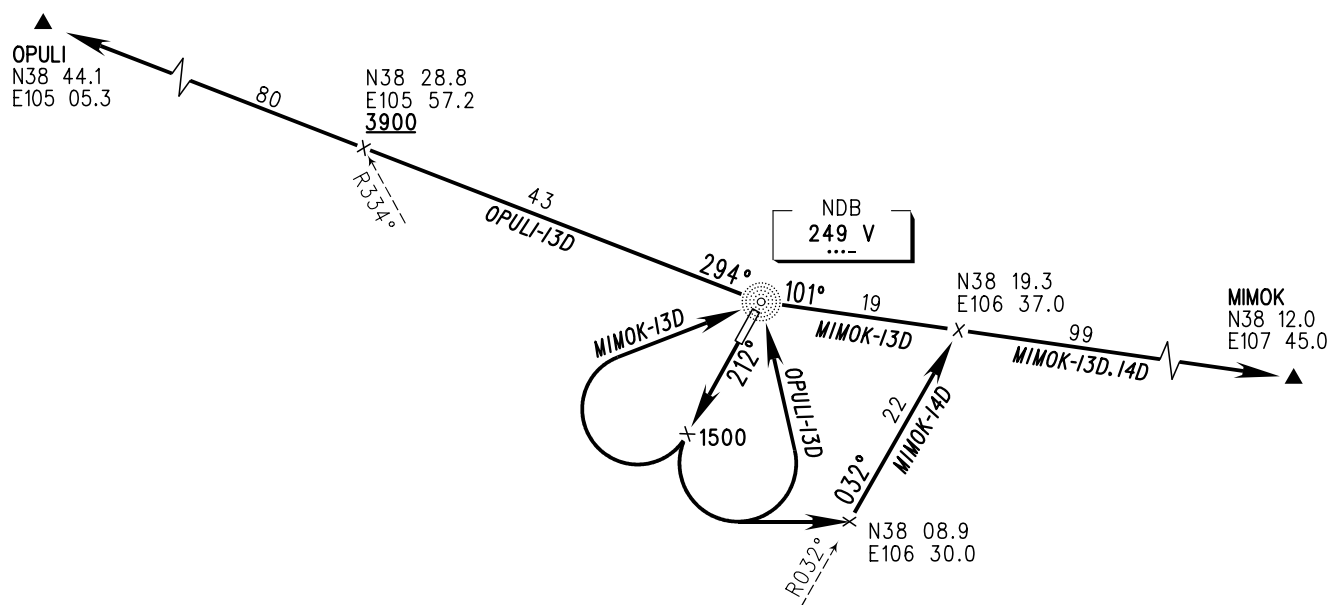 OPULI
N38 44.1
E105 05.3
80
N38 28.8
E105 57.2
3900
R334°
43
OPULI-13D
294°
NDB
249 V
...-
101°
19
MIMOK-13D
N38 19.3
E106 37.0
99
MIMOK-13D.14D
MIMOK
N38 12.0
E107 45.0
MIMOK-13D
212°
1500
OPULI-13D
22
MIMOK-14D
032°
N38 08.9
E106 30.0
R032°